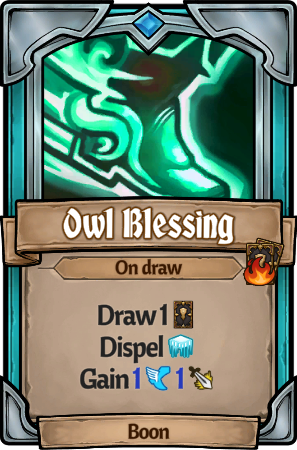 Owl Blessing
On draw
Draw 1
Dispel
Gain 1 1
Boon